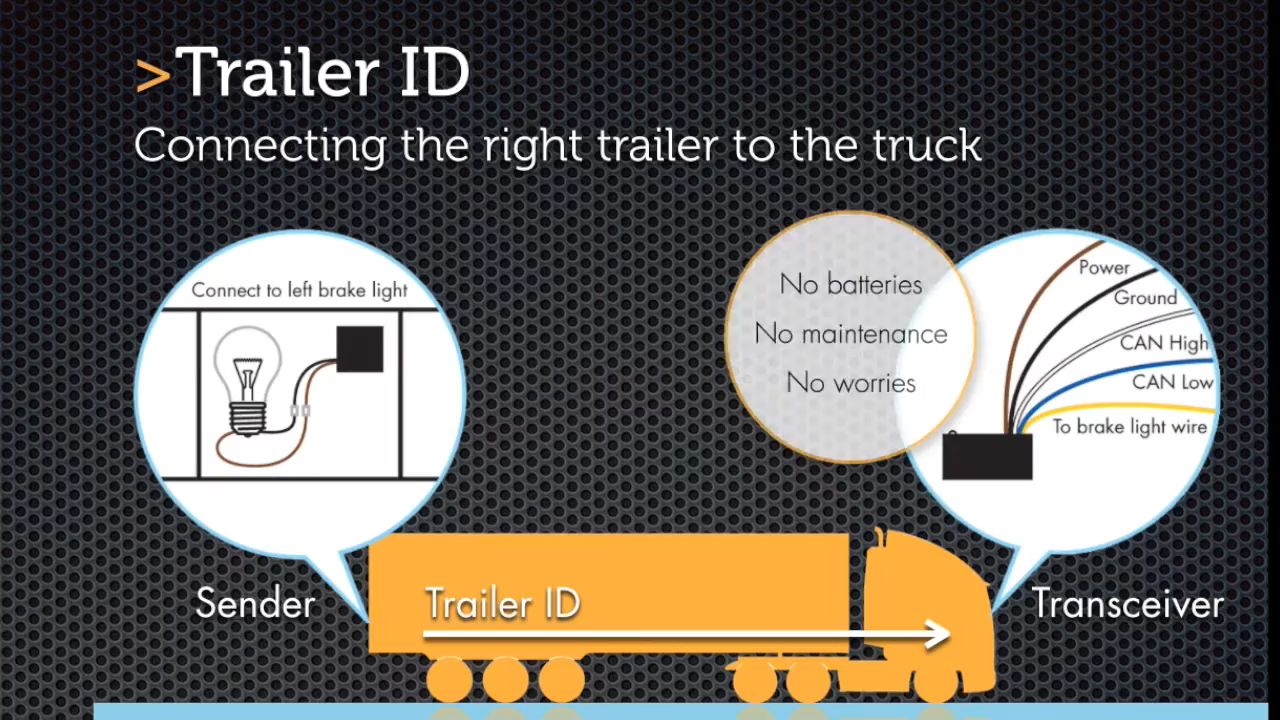 >Trailer ID
Connecting the right trailer to the truck
Connect to left brake light
No batteries
No maintenance
No worries
Power
Ground
CAN High
CAN Low
To brake light wire
Sender
Trailer ID
Transceiver